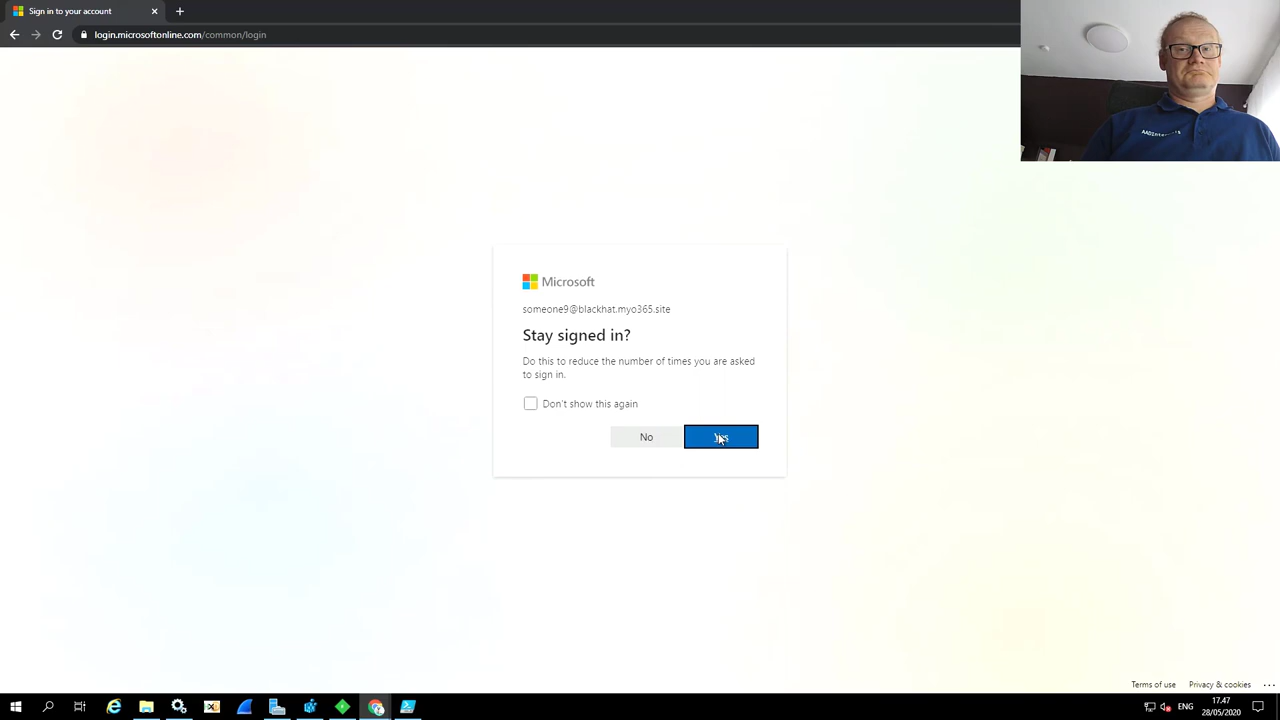 Sign in to your account
login.microsoftonline.com/common/login
Microsoft
someone9@blackhat.myo365.site
Stay signed in?
Do this to reduce the number of times you are asked
to sign in.
Don't show this again
No
Yes
Terms of use
Privacy & cookies
ENG
17.47
28/05/2020